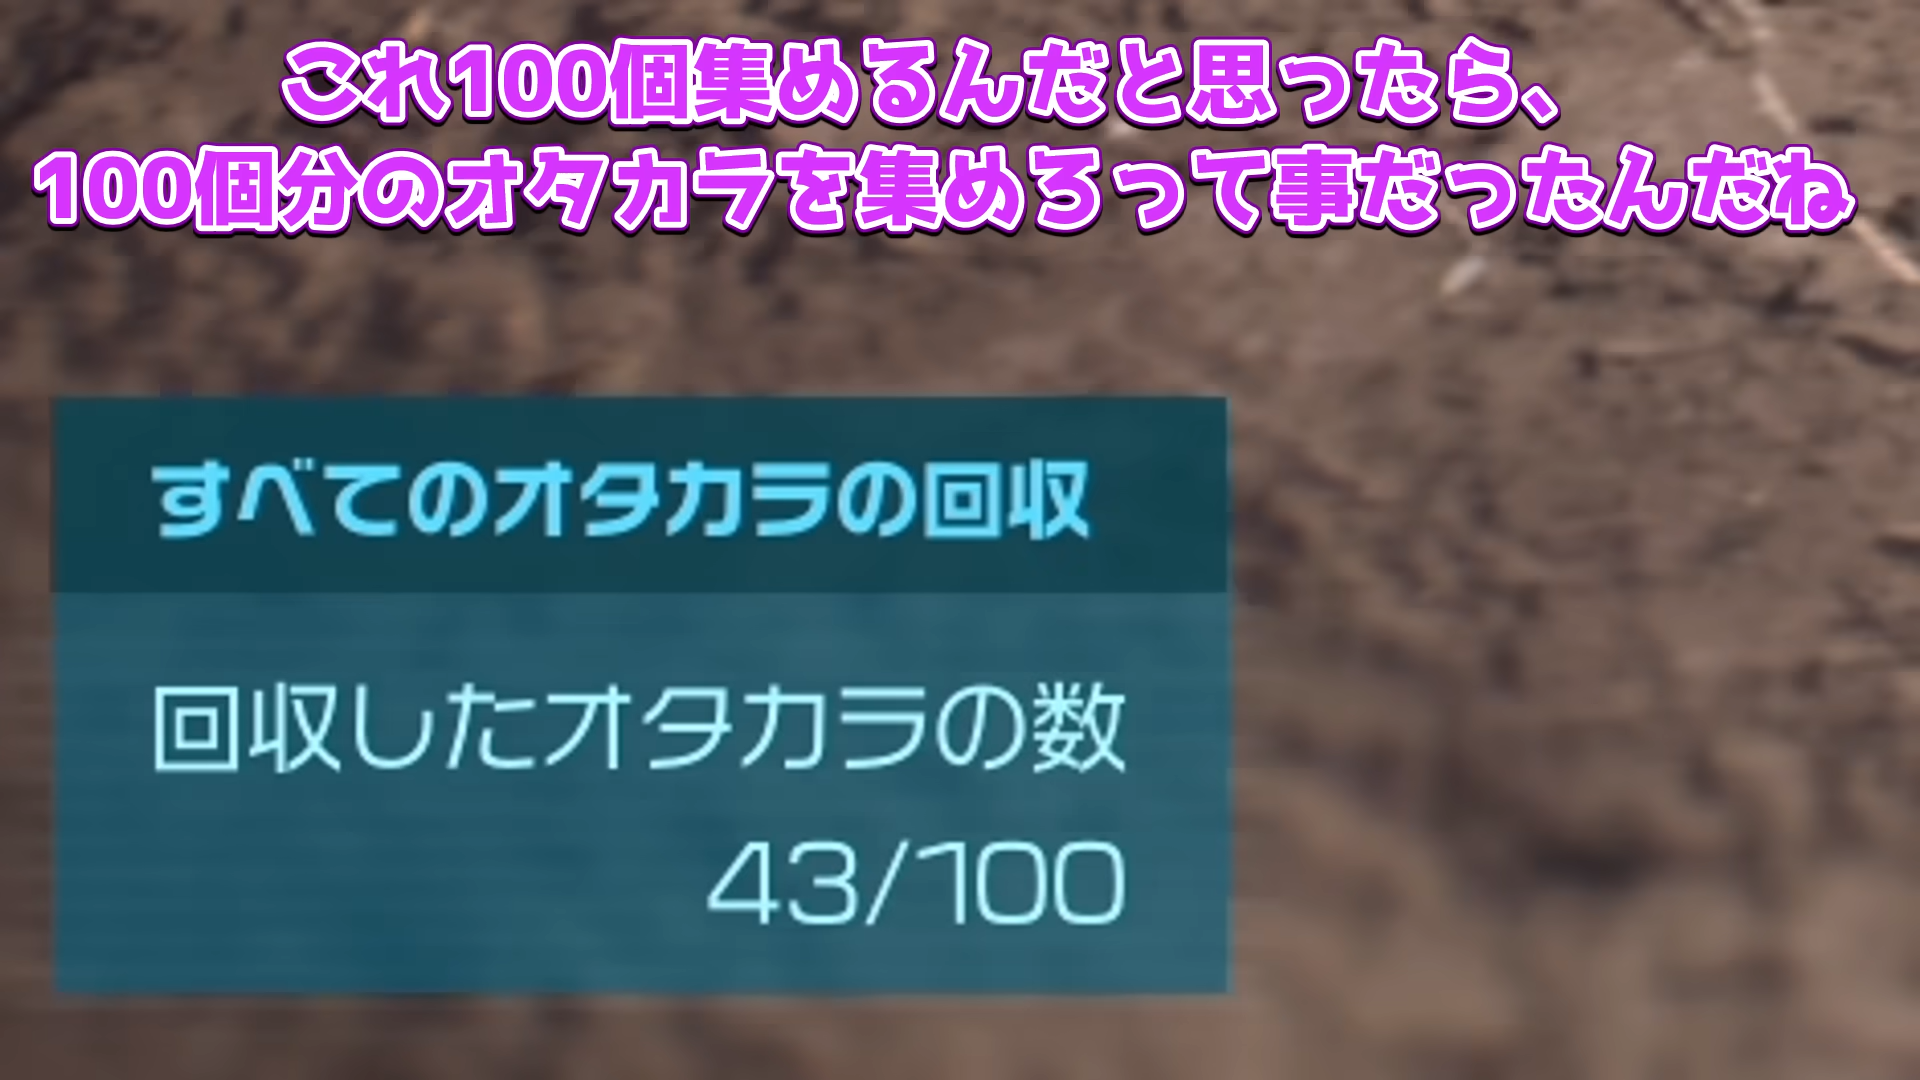 これ100個集めるんだと思ったら、
100個分のオタカラを集めろって事だったんだね
すべてのオタカラの回収
回収したオタカラの数
43/100